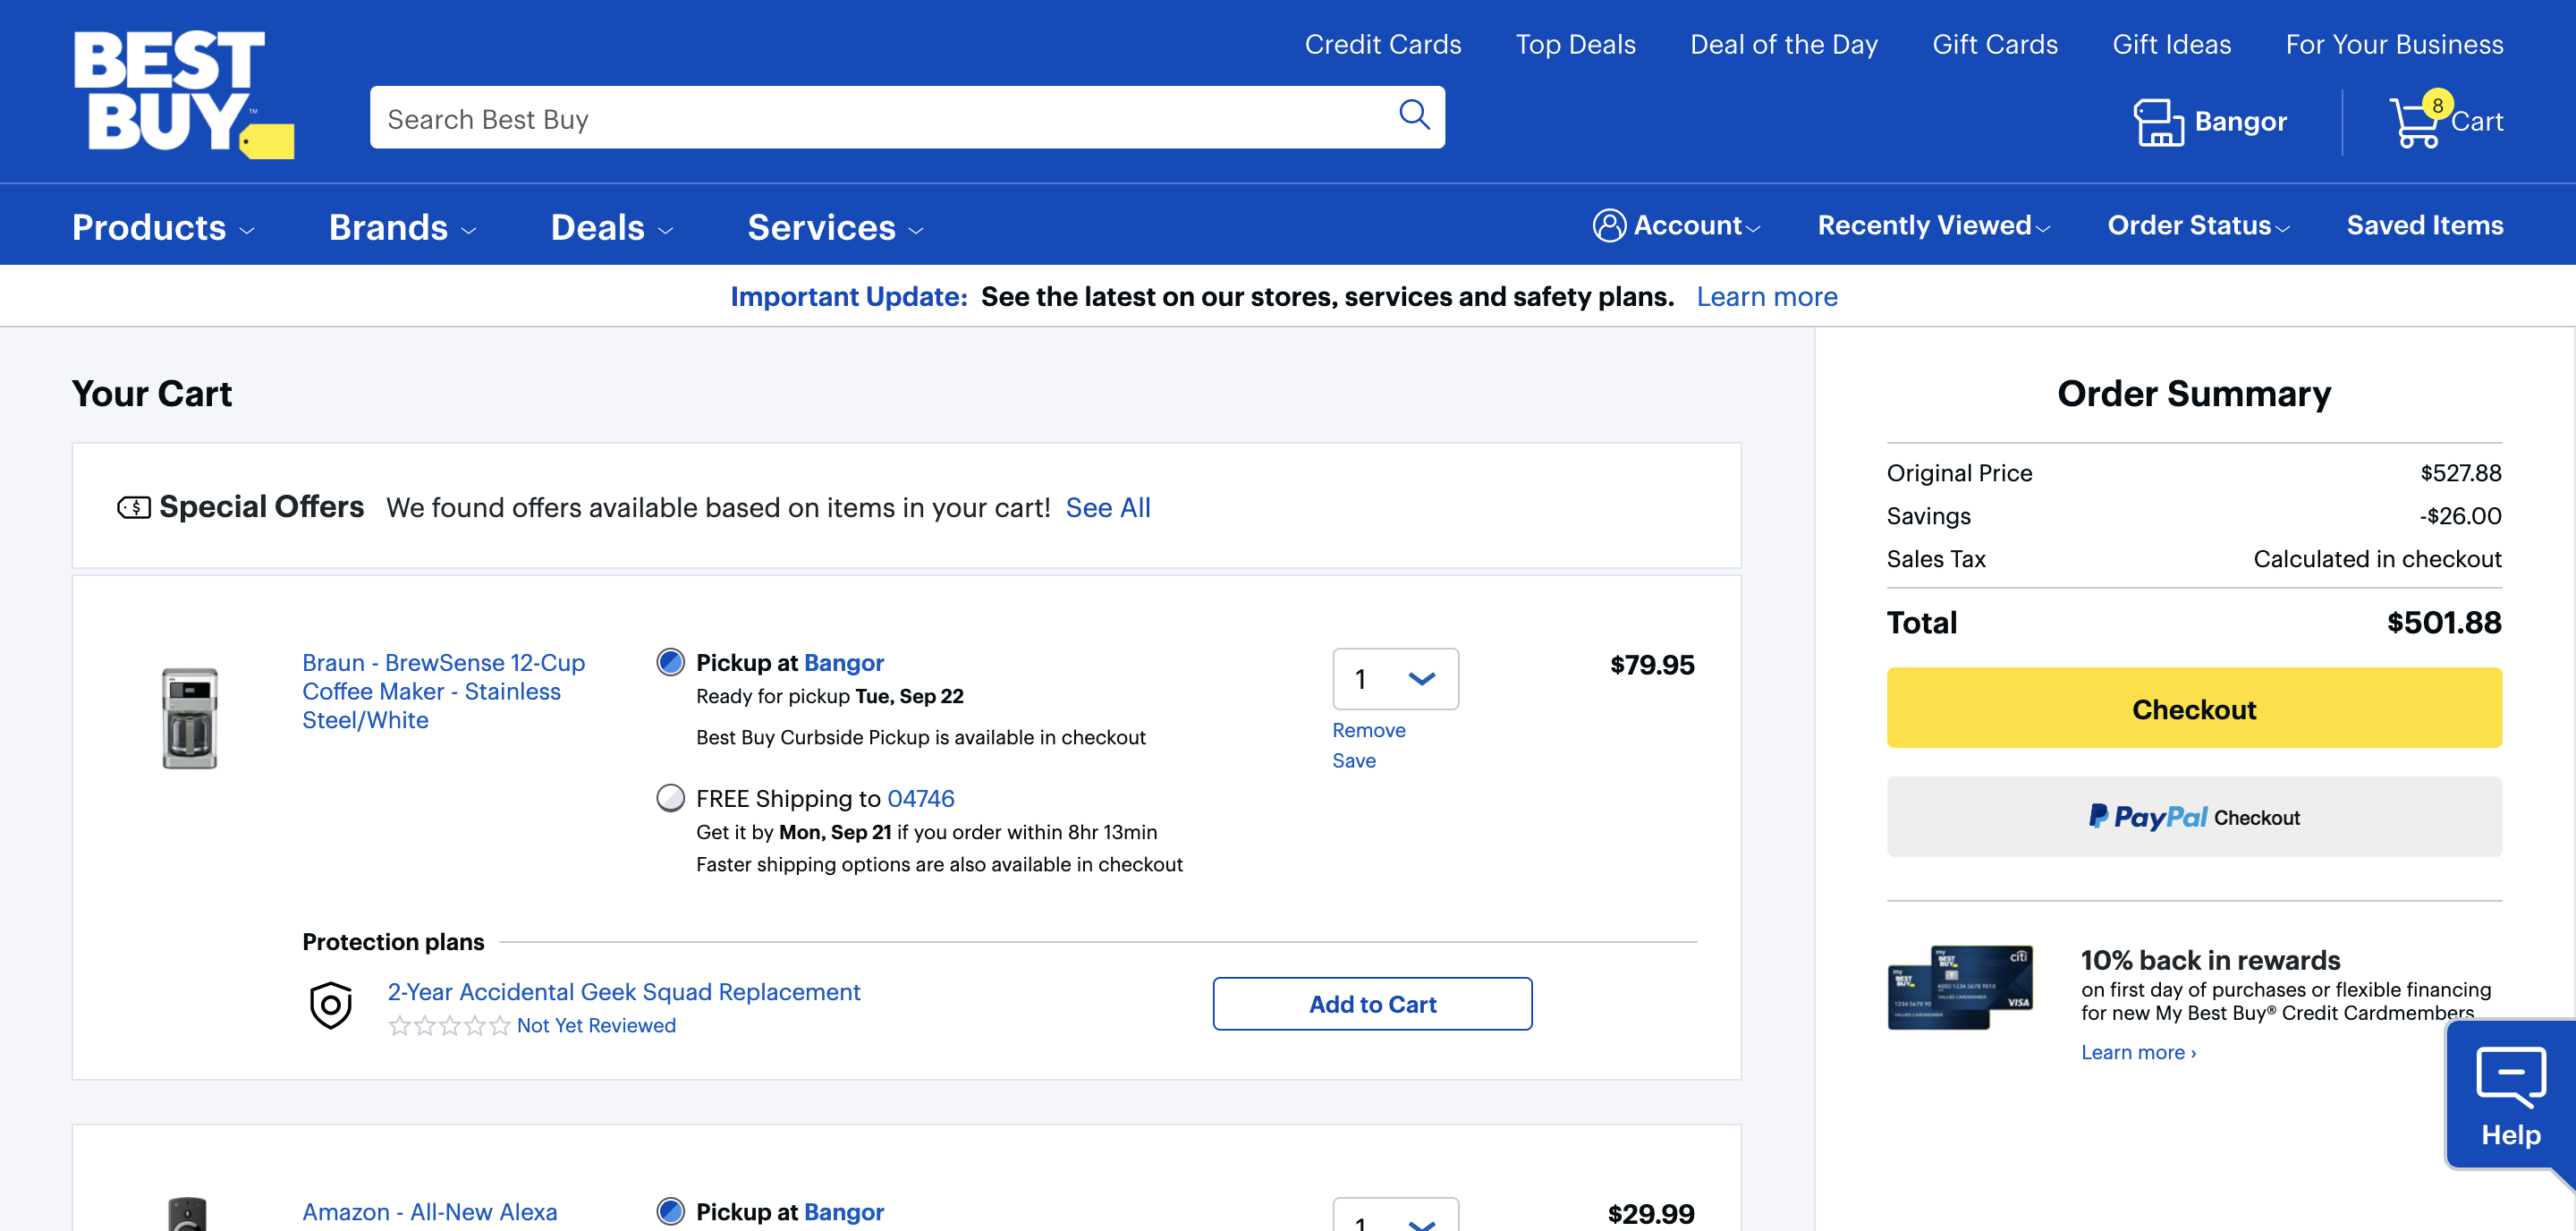 BEST
BUY™
Credit Cards
Top Deals
Deal of the Day
Gift Cards
Gift Ideas
For Your Business
Search Best Buy
Bangor
8
Cart
Products
Brands
Deals
Services
Account
Recently Viewed
Order Status
Saved Items
Important Update: See the latest on our stores, services and safety plans. Learn more
Your Cart
Special Offers We found offers available based on items in your cart! See All
Braun - BrewSense 12-Cup
Coffee Maker - Stainless
Steel/White
Pickup at Bangor
Ready for pickup Tue, Sep 22
Best Buy Curbside Pickup is available in checkout
FREE Shipping to 04746
Get it by Mon, Sep 21 if you order within 8hr 13min
Faster shipping options are also available in checkout
1
Remove
Save
$79.95
Protection plans
2-Year Accidental Geek Squad Replacement
Not Yet Reviewed
Add to Cart
Amazon - All-New Alexa
Pickup at Bangor
1
$29.99
Order Summary
Original Price $527.88
Savings -$26.00
Sales Tax Calculated in checkout
Total $501.88
Checkout
PayPal Checkout
my
BEST
BUY
citi
VISA
10% back in rewards
on first day of purchases or flexible financing
for new My Best Buy® Credit Cardmembers
Learn more ›
Help